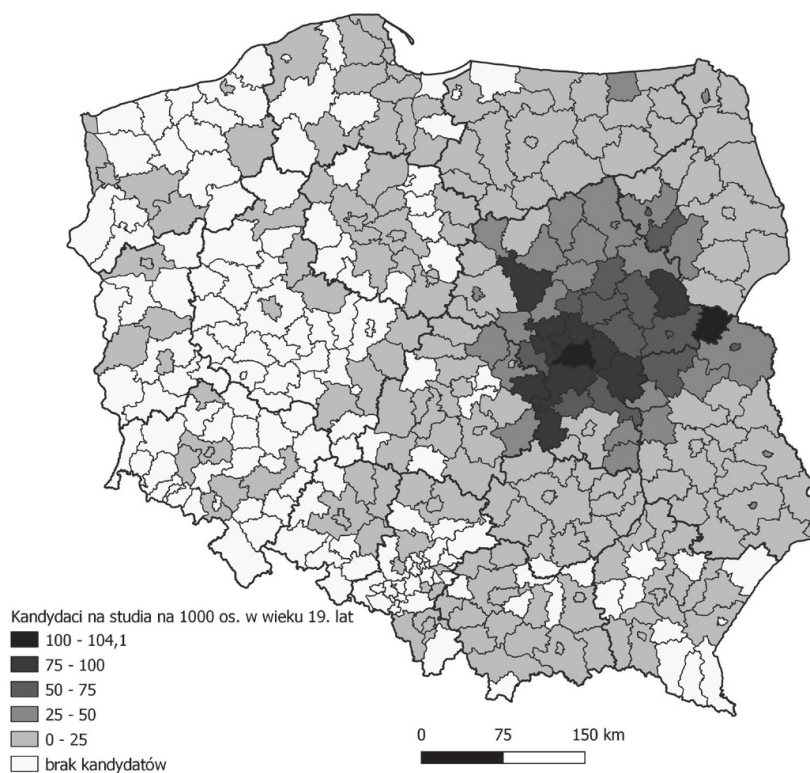 Kandydaci na studia na 1000 os. w wieku 19. lat
100 - 104,1
75 - 100
50 - 75
25 - 50
0 - 25
brak kandydatów
0 75 150 km